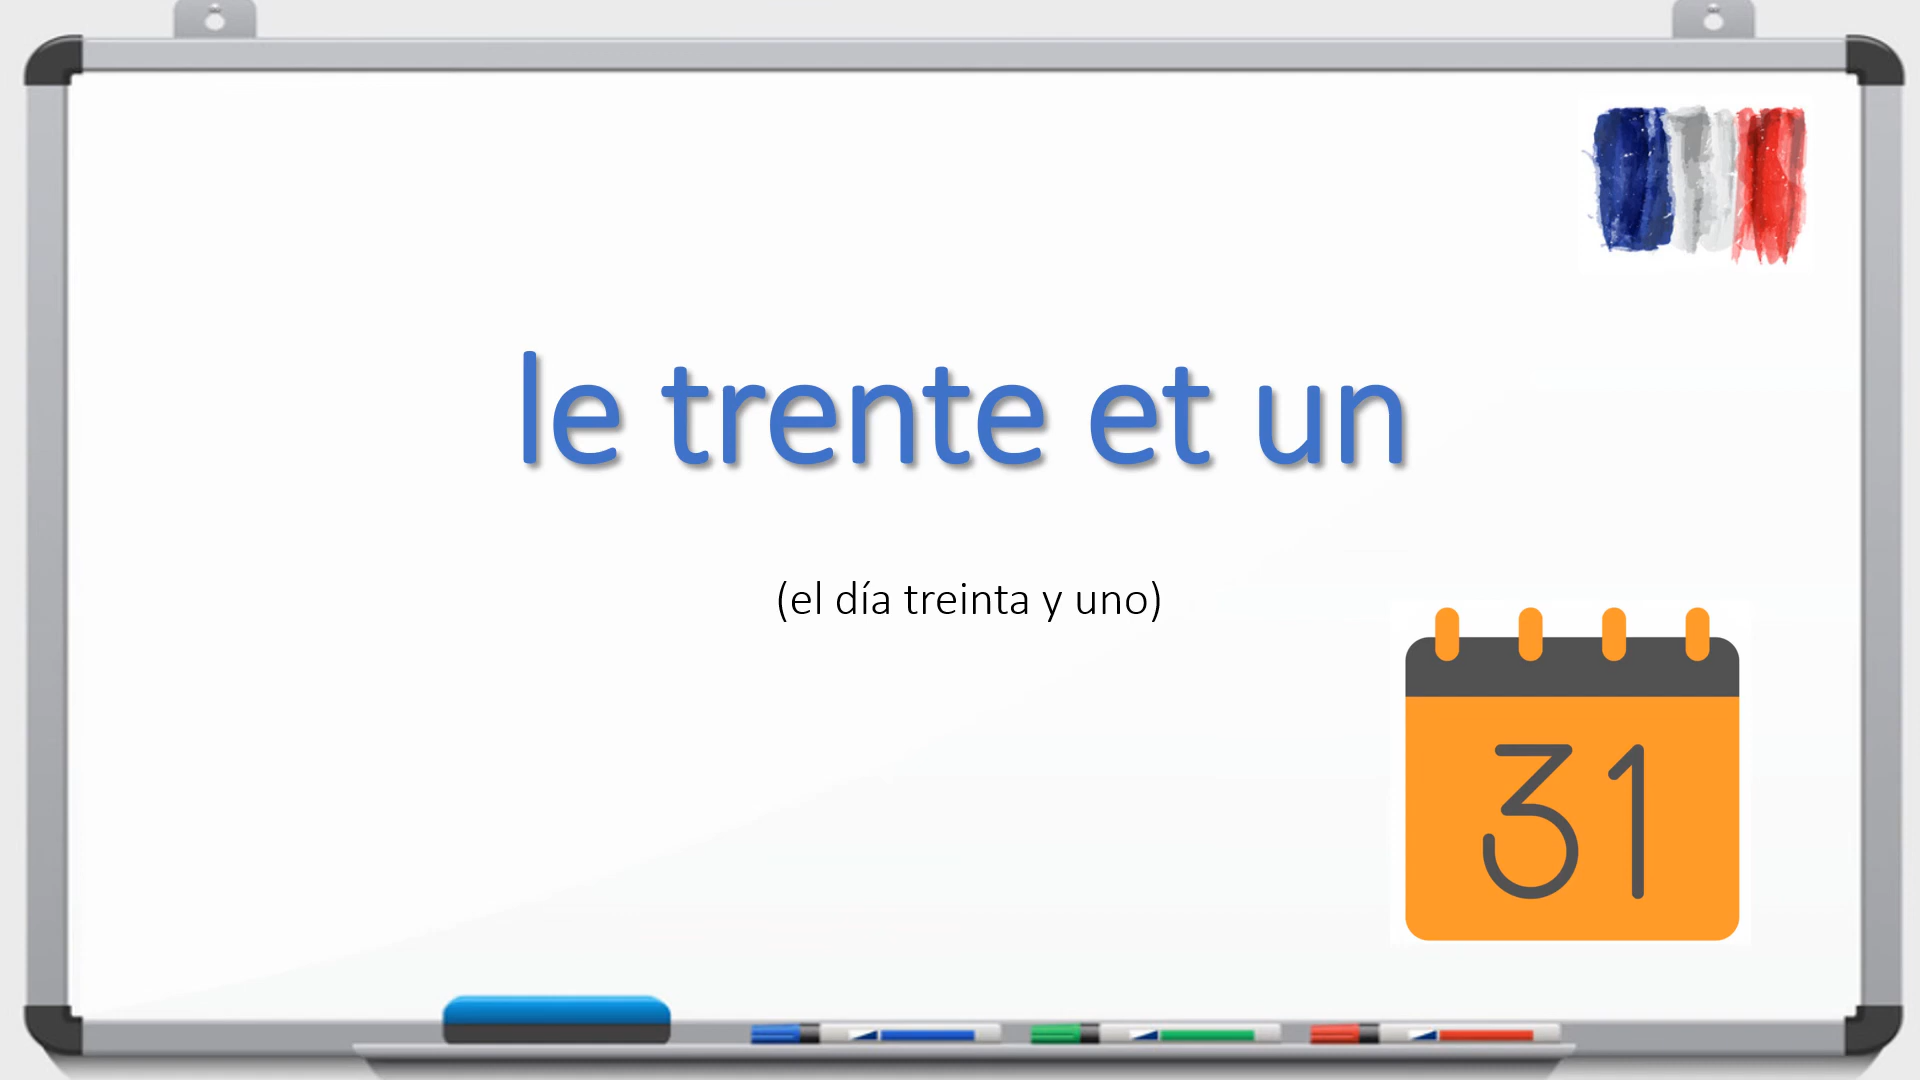 le trente et un
(el día treinta y uno)
31